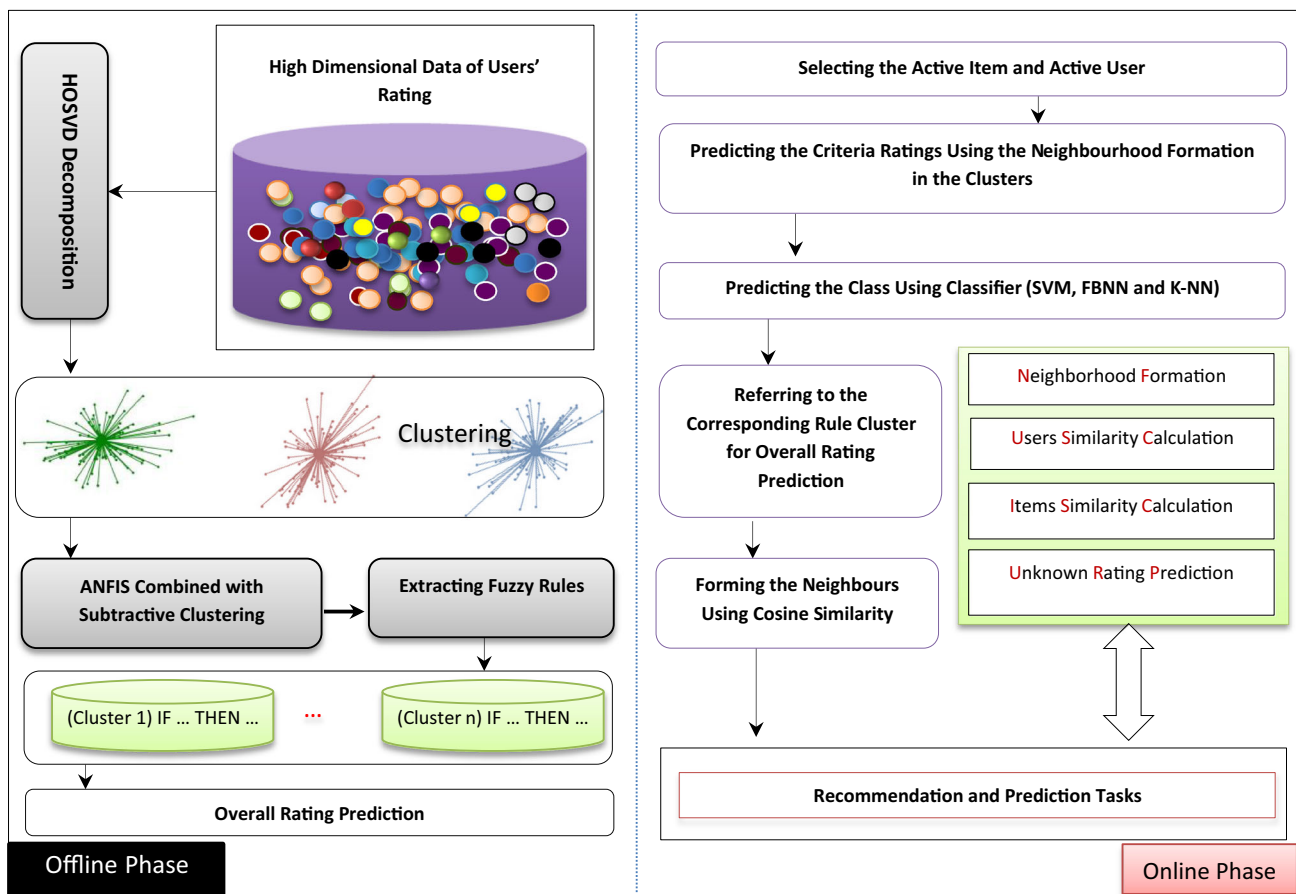 High Dimensional Data of Users'
Rating
HOSVD Decomposition
Clustering
ANFIS Combined with
Subtractive Clustering
Extracting Fuzzy Rules
(Cluster 1) IF ... THEN ...
...
(Cluster n) IF ... THEN ...
Overall Rating Prediction
Offline Phase
Selecting the Active Item and Active User
Predicting the Criteria Ratings Using the Neighbourhood Formation
in the Clusters
Predicting the Class Using Classifier (SVM, FBNN and K-NN)
Referring to the
Corresponding Rule Cluster
for Overall Rating
Prediction
Forming the Neighbours
Using Cosine Similarity
Neighborhood Formation
Users Similarity Calculation
Items Similarity Calculation
Unknown Rating Prediction
Recommendation and Prediction Tasks
Online Phase